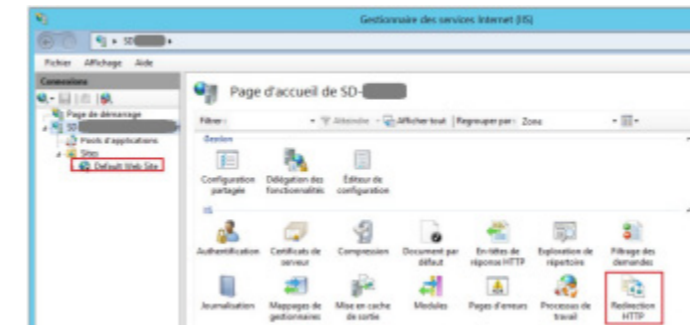 Gestionnaire des services Internet (IIS)
SD
Fichier Affichage Aide
Connexions
Page de démarrage
SD
Pools d'applications
Sites
Default Web Site
Page d'accueil de SD-
Filtrer : Atteindre Afficher tout Regrouper par : Zone
Gestion
Configuration partagée
Délégation des fonctionnalités
Éditeur de configuration
IIS
Authentification
Certificats de serveur
Compression
Document par défaut
En-têtes de réponse HTTP
Exploration de répertoire
Filtrage des demandes
Journalisation
Mappages de gestionnaires
Mise en cache de sortie
Modules
Pages d'erreurs
Processus de travail
Redirection HTTP